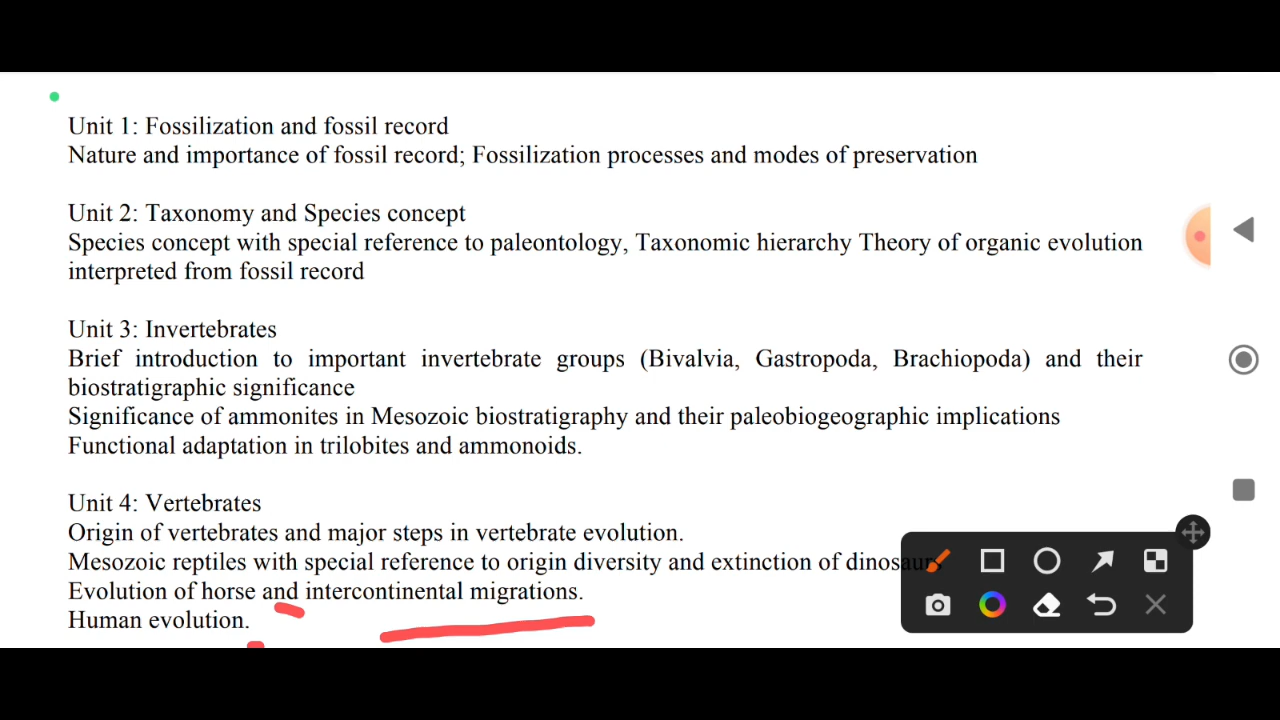 Unit 1: Fossilization and fossil record
Nature and importance of fossil record; Fossilization processes and modes of preservation
Unit 2: Taxonomy and Species concept
Species concept with special reference to paleontology, Taxonomic hierarchy Theory of organic evolution
interpreted from fossil record
Unit 3: Invertebrates
Brief introduction to important invertebrate groups (Bivalvia, Gastropoda, Brachiopoda) and their
biostratigraphic significance
Significance of ammonites in Mesozoic biostratigraphy and their paleobiogeographic implications
Functional adaptation in trilobites and ammonoids.
Unit 4: Vertebrates
Origin of vertebrates and major steps in vertebrate evolution.
Mesozoic reptiles with special reference to origin diversity and extinction of dinosaurs
Evolution of horse and intercontinental migrations.
Human evolution.